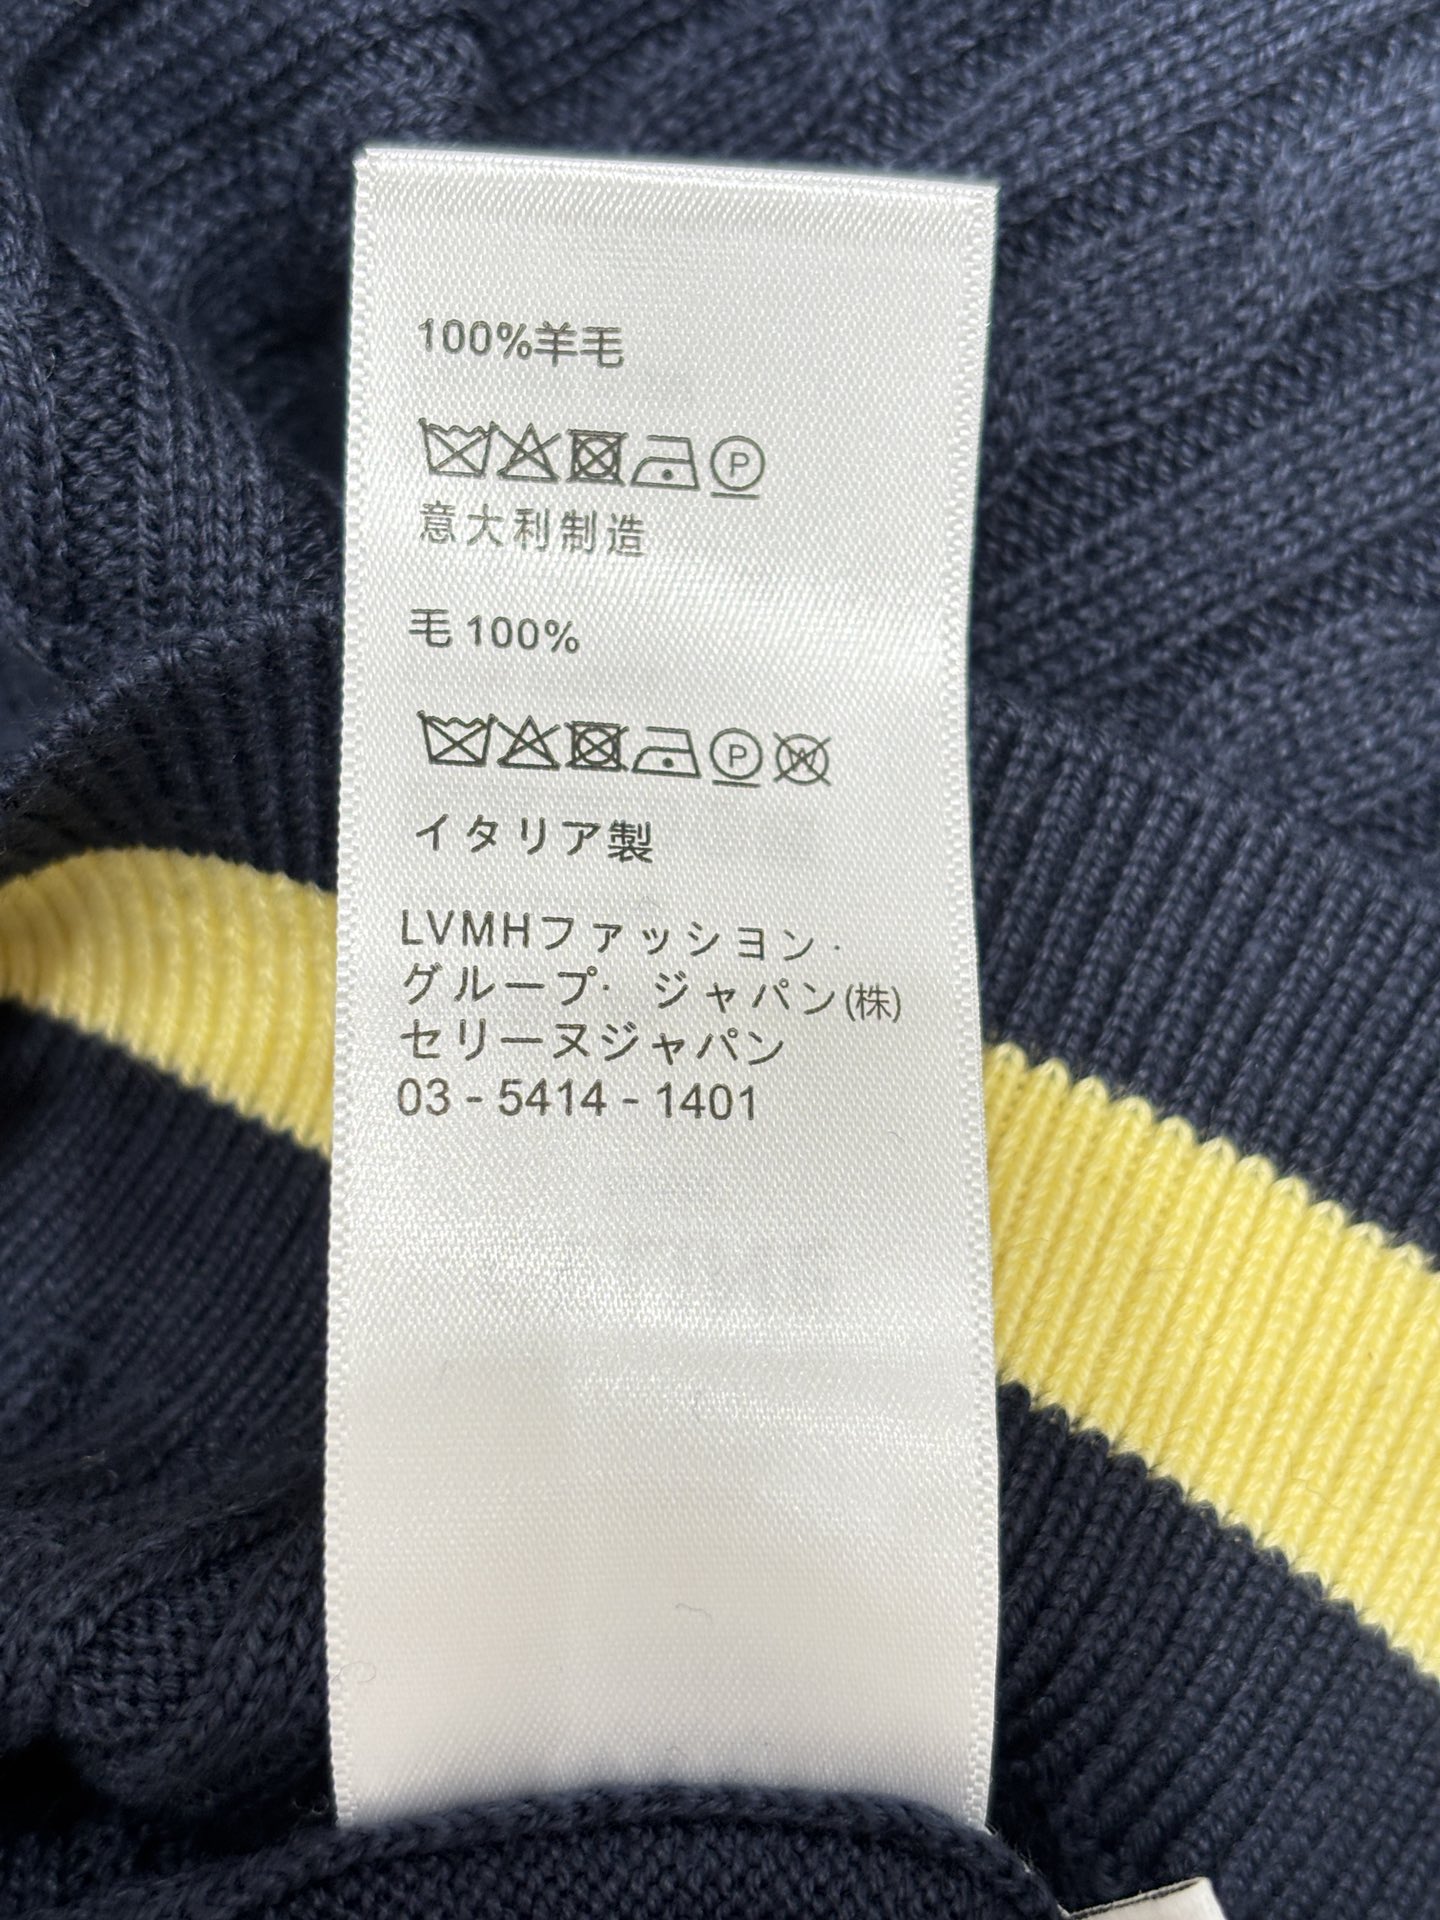 100%羊毛
P
意大利制造
毛 100%
P W
イタリア製
LVMHファッション・
グループ・ジャパン(株)
セリーヌジャパン
03 - 5414 - 1401